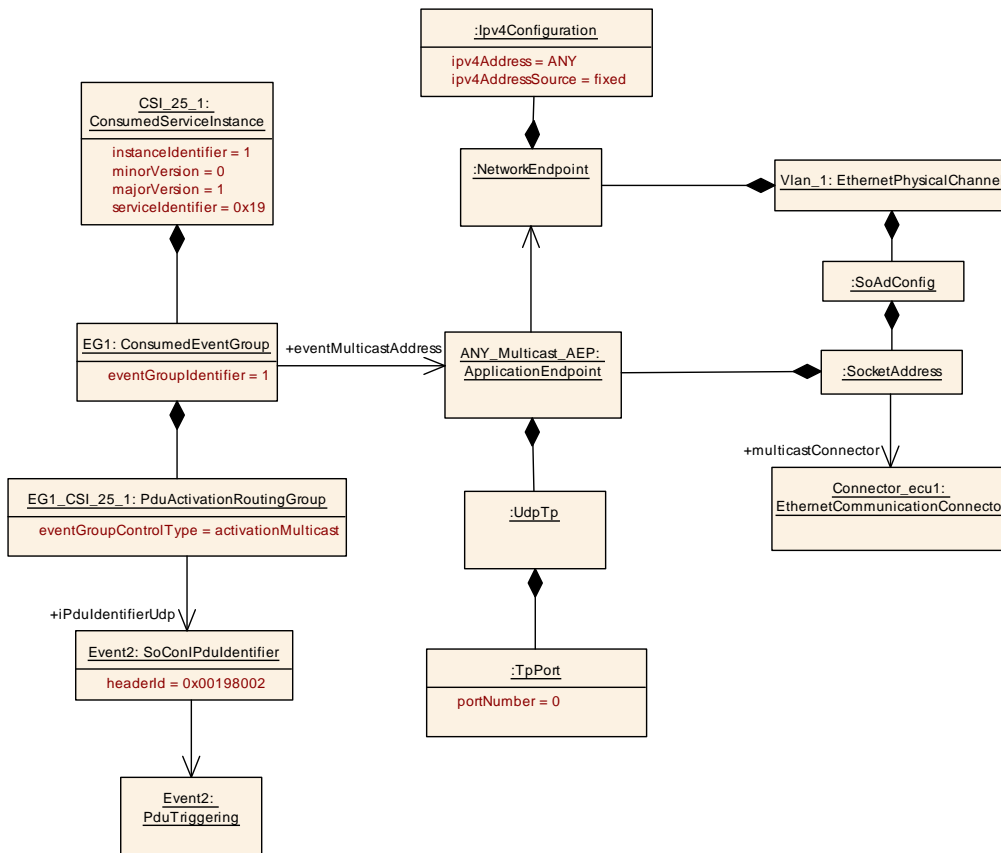 :Ipv4Configuration
ipv4Address = ANY
ipv4AddressSource = fixed
CSI_25_1:
ConsumedServiceInstance
instanceIdentifier = 1
minorVersion = 0
majorVersion = 1
serviceIdentifier = 0x19
:NetworkEndpoint
Vlan_1: EthernetPhysicalChannel
:SoAdConfig
EG1: ConsumedEventGroup
eventGroupIdentifier = 1
+eventMulticastAddress
ANY_Multicast_AEP:
ApplicationEndpoint
:SocketAddress
+multicastConnector
Connector_ecu1:
EthernetCommunicationConnector
EG1_CSI_25_1: PduActivationRoutingGroup
eventGroupControlType = activationMulticast
:UdpTp
+iPduIdentifierUdp
Event2: SoConIPduIdentifier
headerId = 0x00198002
:TpPort
portNumber = 0
Event2:
PduTriggering